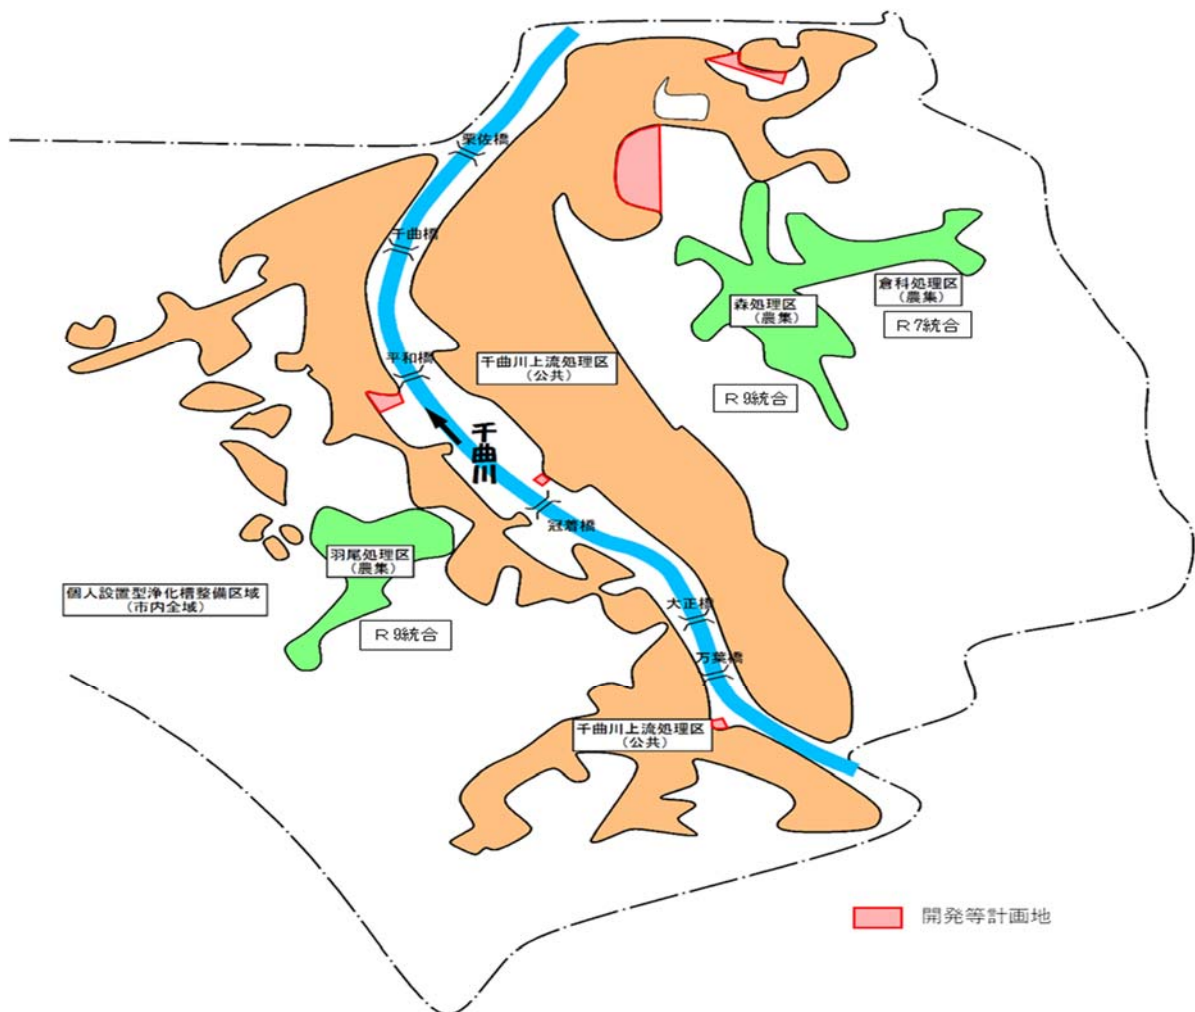 粟佐橋
千曲橋
倉科処理区
(農集)
森処理区
(農集)
R7統合
平和橋
千曲川上流処理区
(公共)
R9統合
千曲川
冠着橋
羽尾処理区
(農集)
個人設置型浄化槽整備区域
(市内全域)
大正橋
R9統合
万葉橋
千曲川上流処理区
(公共)
開発等計画地